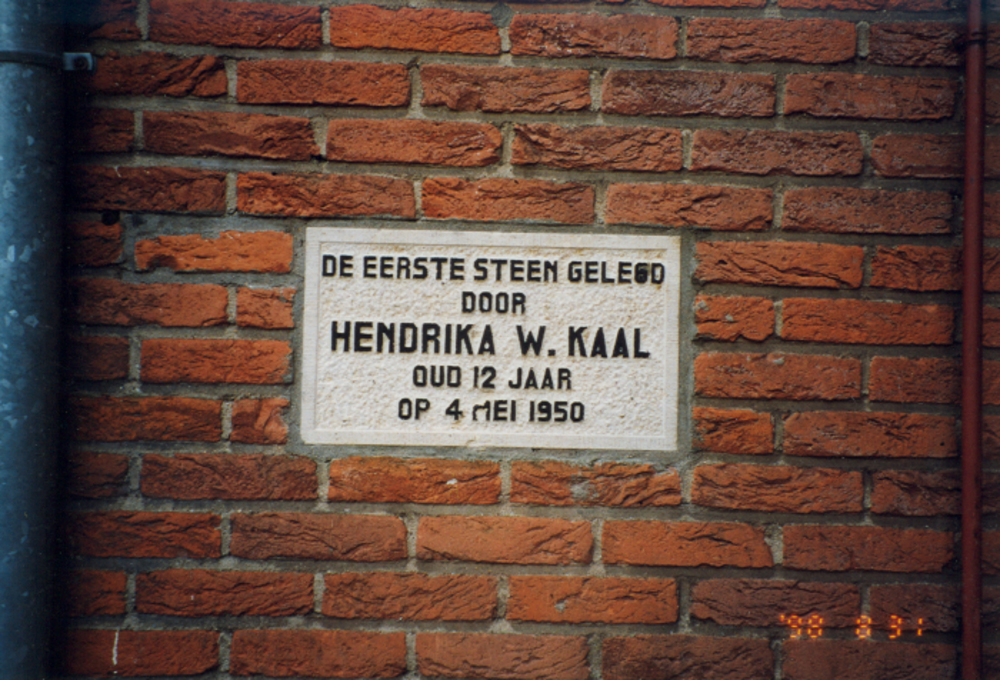 DE EERSTE STEEN GELEGD
DOOR
HENDRIKA W. KAAL
OUD 12 JAAR
OP 4 MEI 1950
'98 8 31